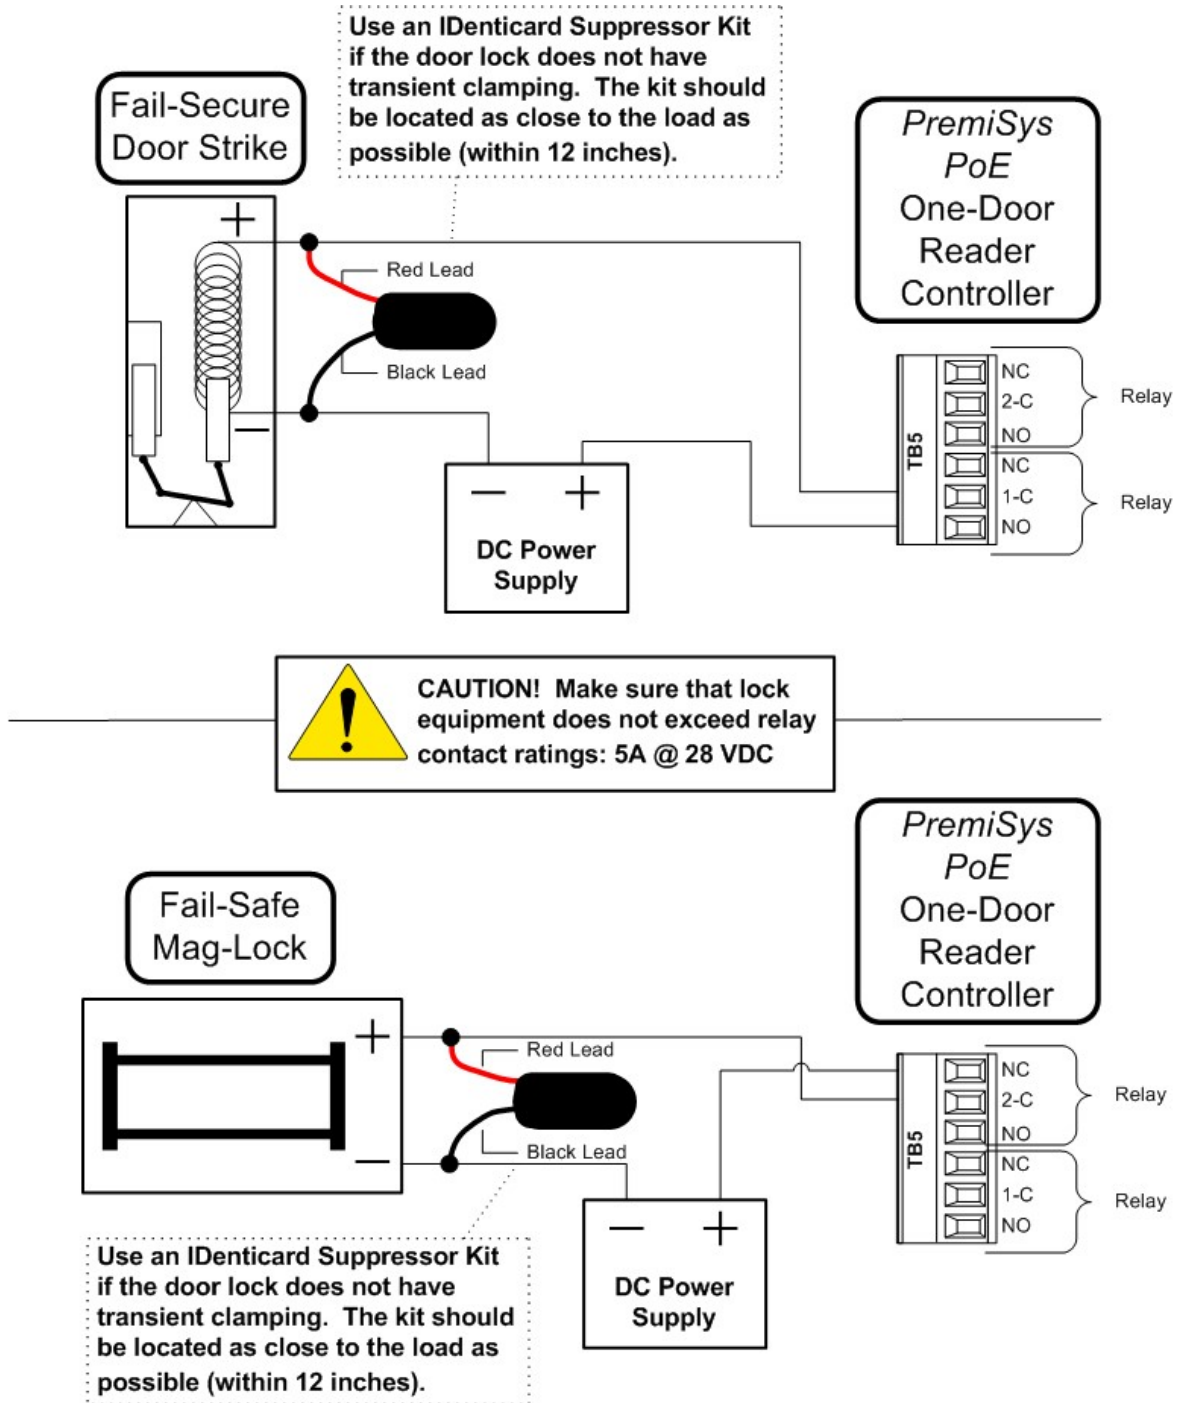 Use an IDenticard Suppressor Kit
if the door lock does not have
transient clamping.  The kit should
be located as close to the load as
possible (within 12 inches).
Fail-Secure
Door Strike
PremiSys
PoE
One-Door
Reader
Controller
+
Red Lead
Black Lead
−
NC
2-C
NO
NC
1-C
NO
TB5
Relay
Relay
− +
DC Power
Supply
!
CAUTION!  Make sure that lock
equipment does not exceed relay
contact ratings: 5A @ 28 VDC
PremiSys
PoE
One-Door
Reader
Controller
Fail-Safe
Mag-Lock
+
Red Lead
Black Lead
−
NC
2-C
NO
NC
1-C
NO
TB5
Relay
Relay
− +
DC Power
Supply
Use an IDenticard Suppressor Kit
if the door lock does not have
transient clamping.  The kit should
be located as close to the load as
possible (within 12 inches).